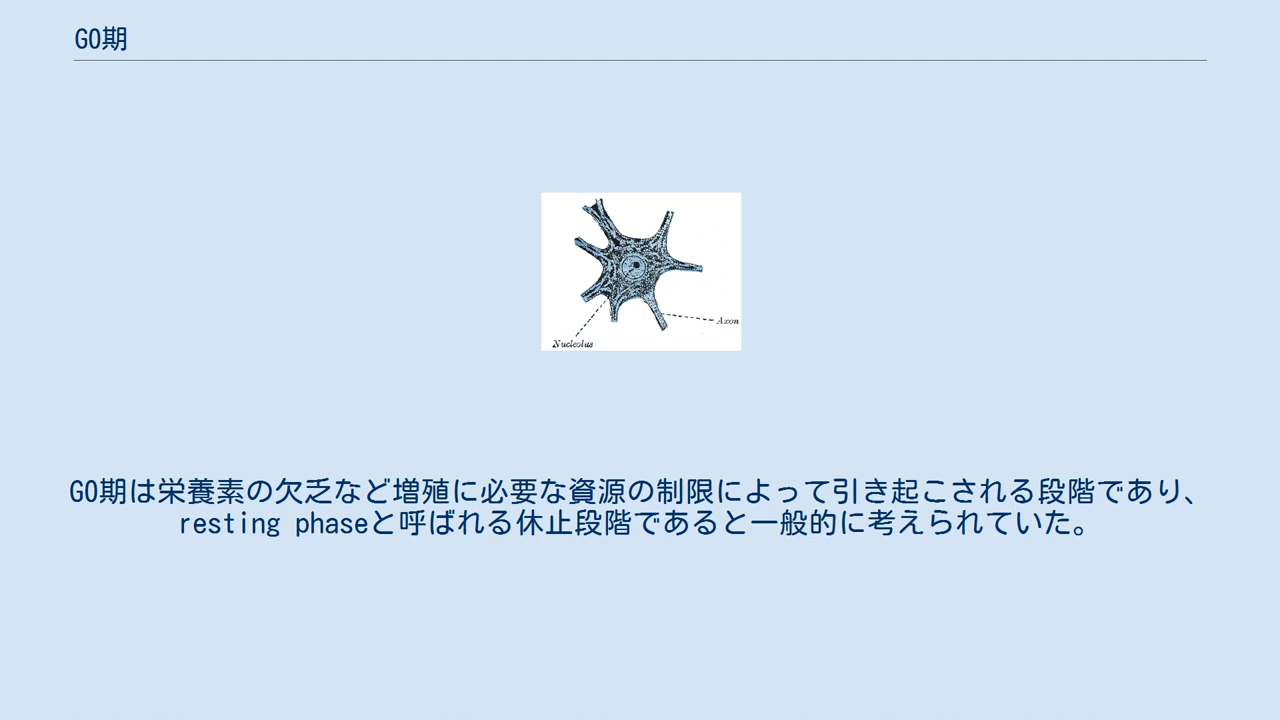 G0期
Axon
Nucleolus
G0期は栄養素の欠乏など増殖に必要な資源の制限によって引き起こされる段階であり、
resting phaseと呼ばれる休止段階であると一般的に考えられていた。